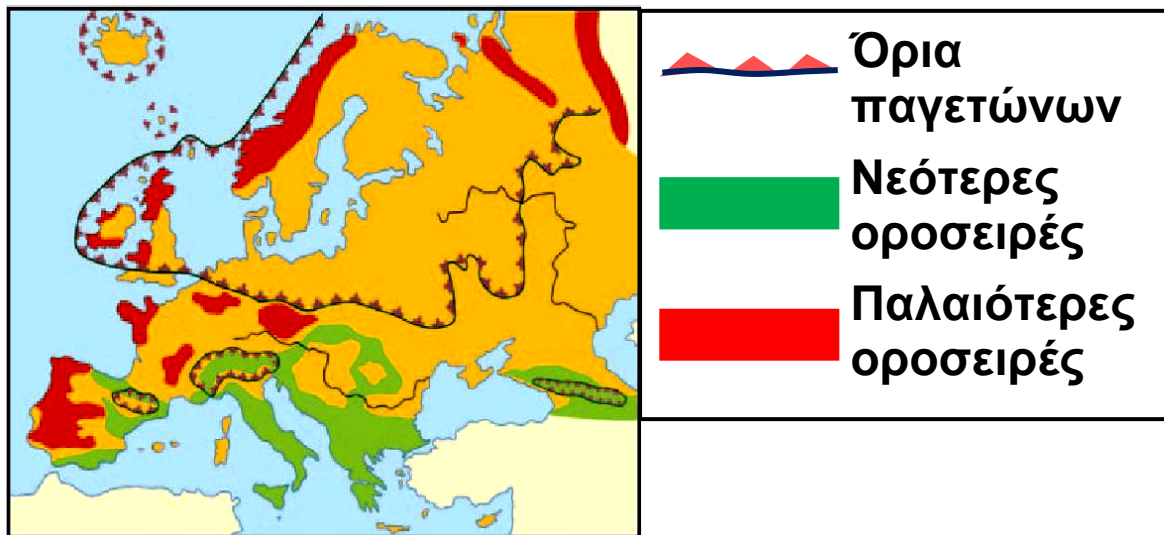 Όρια
παγετώνων
Νεότερες
οροσειρές
Παλαιότερες
οροσειρές